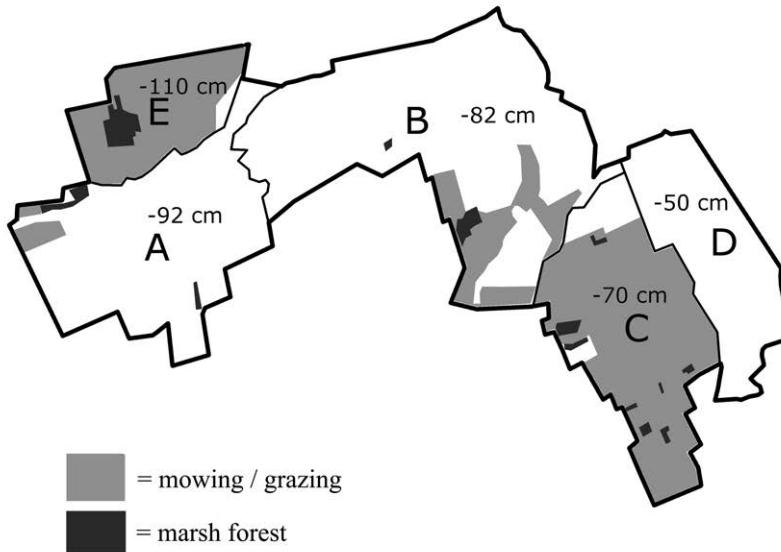 -110 cm
E
B
-82 cm
-92 cm
A
-50 cm
D
-70 cm
C
= mowing / grazing
= marsh forest